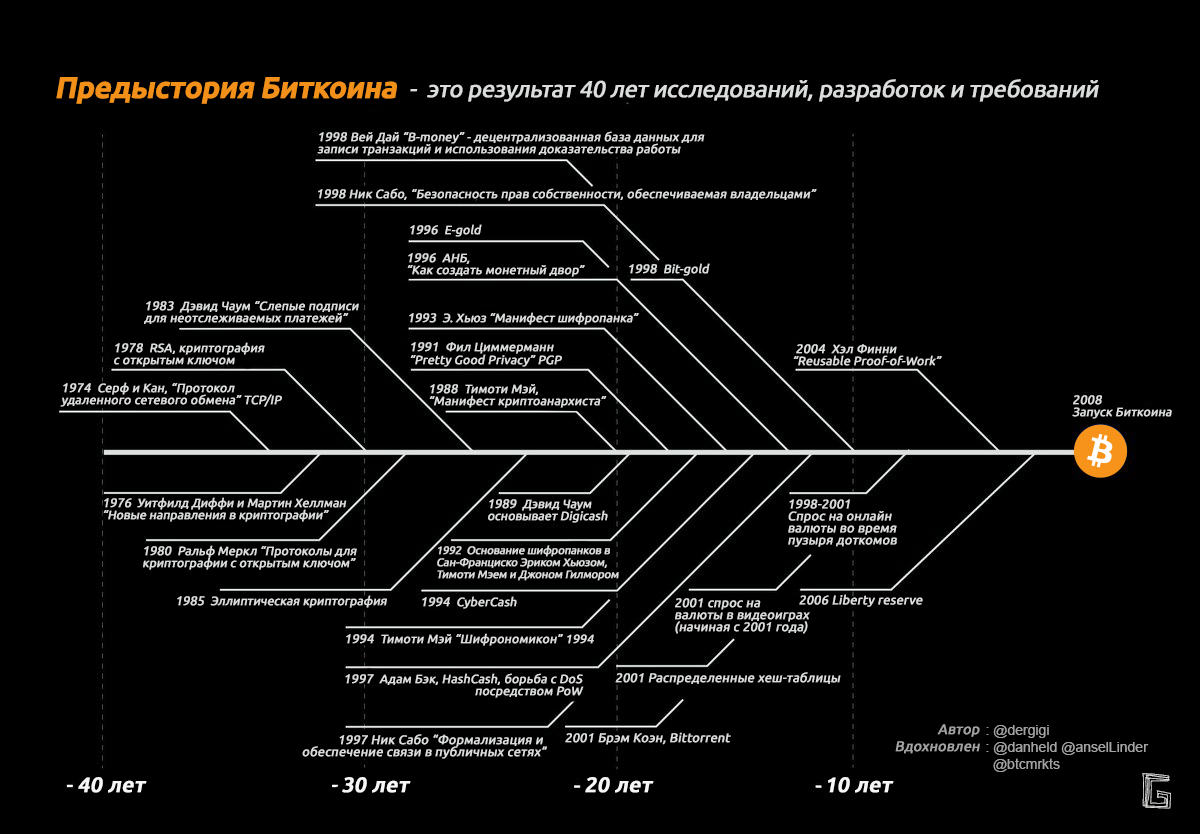 Предыстория Биткоина - это результат 40 лет исследований, разработок и требований
1998 Вей Дай “B-money” - децентрализованная база данных для
записи транзакций и использования доказательства работы
1998 Ник Сабо, “Безопасность прав собственности, обеспечиваемая владельцами”
1996 E-gold
1996 АНБ,
“Как создать монетный двор”
1998 Bit-gold
1983 Дэвид Чаум “Слепые подписи
для неотслеживаемых платежей”
1993 Э. Хьюз “Манифест шифропанка”
1978 RSA, криптография
с открытым ключом
1991 Фил Циммерманн
“Pretty Good Privacy” PGP
2004 Хэл Финни
“Reusable Proof-of-Work”
1974 Серф и Кан, “Протокол
удаленного сетевого обмена” TCP/IP
1988 Тимоти Мэй,
“Манифест криптоанархиста”
2008
Запуск Биткоина
1976 Уитфилд Диффи и Мартин Хеллман
“Новые направления в криптографии”
1989 Дэвид Чаум
основывает Digicash
1998-2001
Спрос на онлайн
валюты во время
пузыря доткомов
1980 Ральф Меркл “Протоколы для
криптографии с открытым ключом”
1992 Основание шифропанков в
Сан-Франциско Эриком Хьюзом,
Тимоти Мэем и Джоном Гилмором
1985 Эллиптическая криптография
1994 CyberCash
2001 спрос на
валюты в видеоиграх
(начиная с 2001 года)
2006 Liberty reserve
1994 Тимоти Мэй “Шифрономикон” 1994
1997 Адам Бэк, HashCash, борьба с DoS
посредством PoW
2001 Распределенные хеш-таблицы
1997 Ник Сабо “Формализация и
обеспечение связи в публичных сетях”
2001 Брэм Коэн, Bittorrent
Автор : @dergigi
Вдохновлен : @danheld @anselLinder
@btcmrkts
- 40 лет
- 30 лет
- 20 лет
- 10 лет